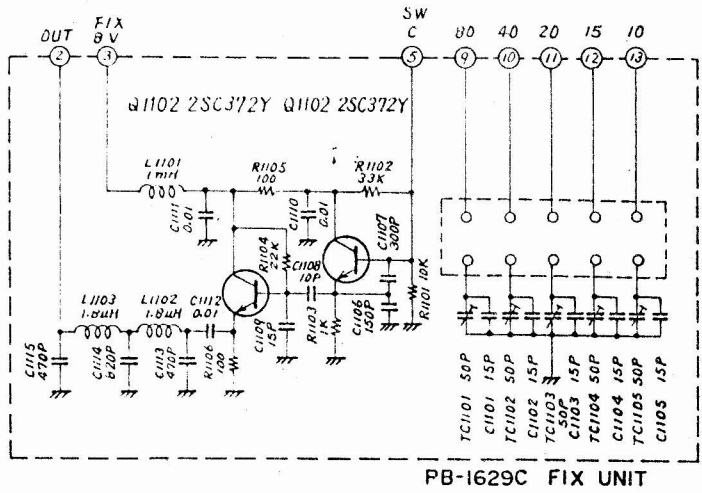 SW
FIX
OUT 8V C 80 40 20 15 10
2 3 5 9 10 11 12 13
Q1102 2SC372Y Q1102 2SC372Y
L1101
1mH
R1105
100
R1102
33K
C1111
0.01
C1110
0.01
C1107
300P
R1104
22K
C1108
10P
R1101 10K
L1103
1.8μH
L1102
1.8μH
C1112
0.01
C1109
15P
R1103
1K
C1106
150P
C1115
470P
C1114
820P
C1113
470P
R1106
100
TC1101 50P
C1101 15P
TC1102 50P
C1102 15P
TC1103
50P
C1103 15P
TC1104 50P
C1104 15P
TC1105 50P
C1105 15P
PB-1629C FIX UNIT